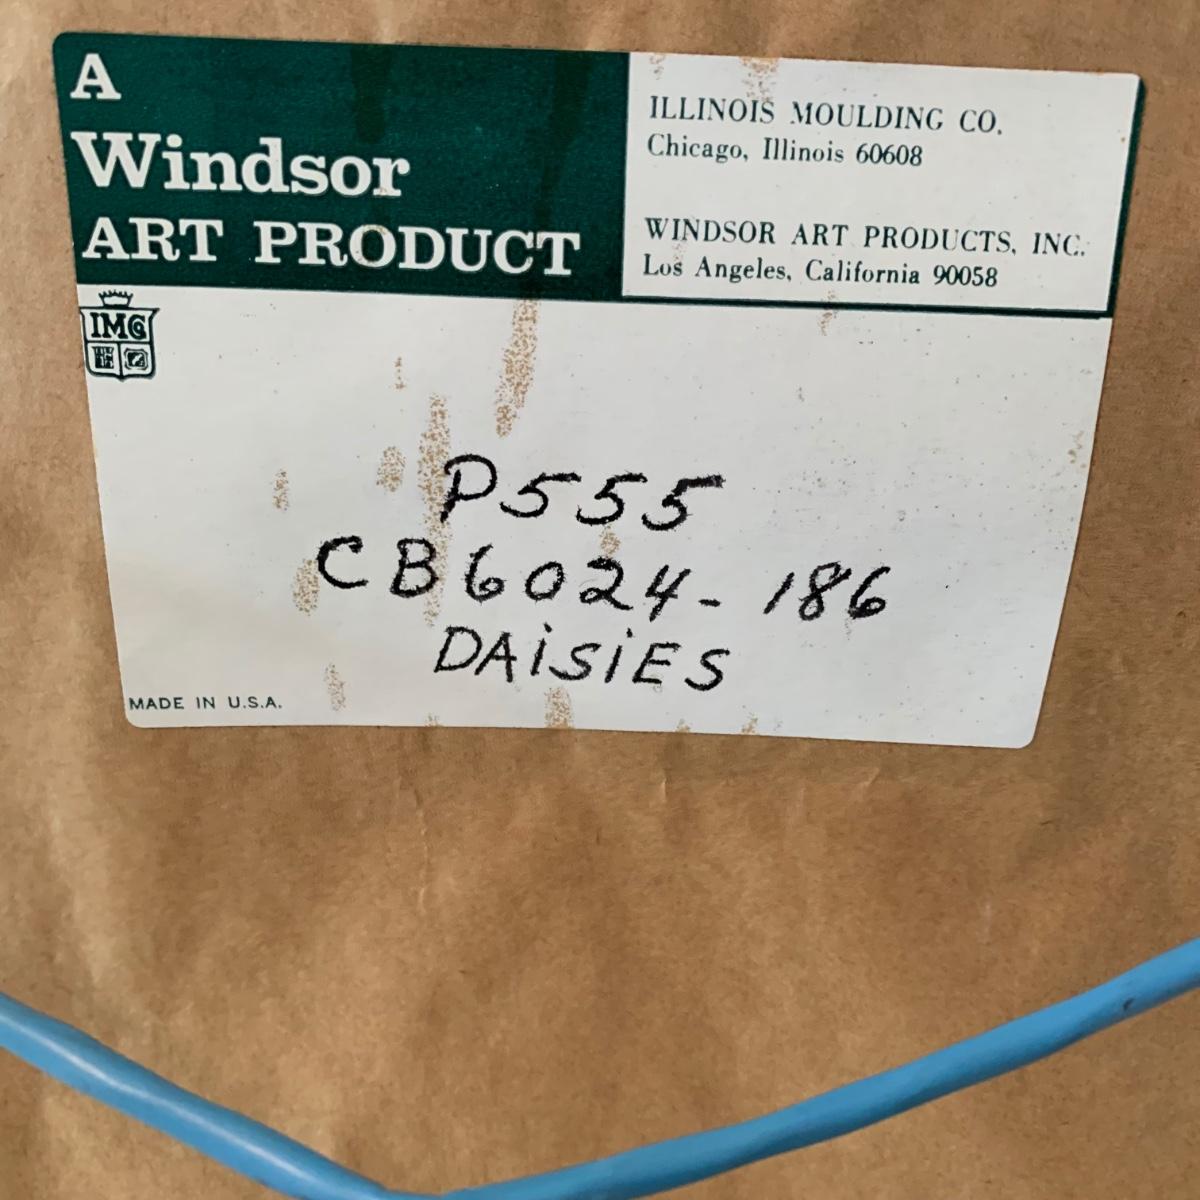 A
Windsor
ART PRODUCT
ILLINOIS MOULDING CO.
Chicago, Illinois 60608
WINDSOR ART PRODUCTS, INC.
Los Angeles, California 90058
IMCo
P555
CB6024-186
DAiSiES
MADE IN U.S.A.